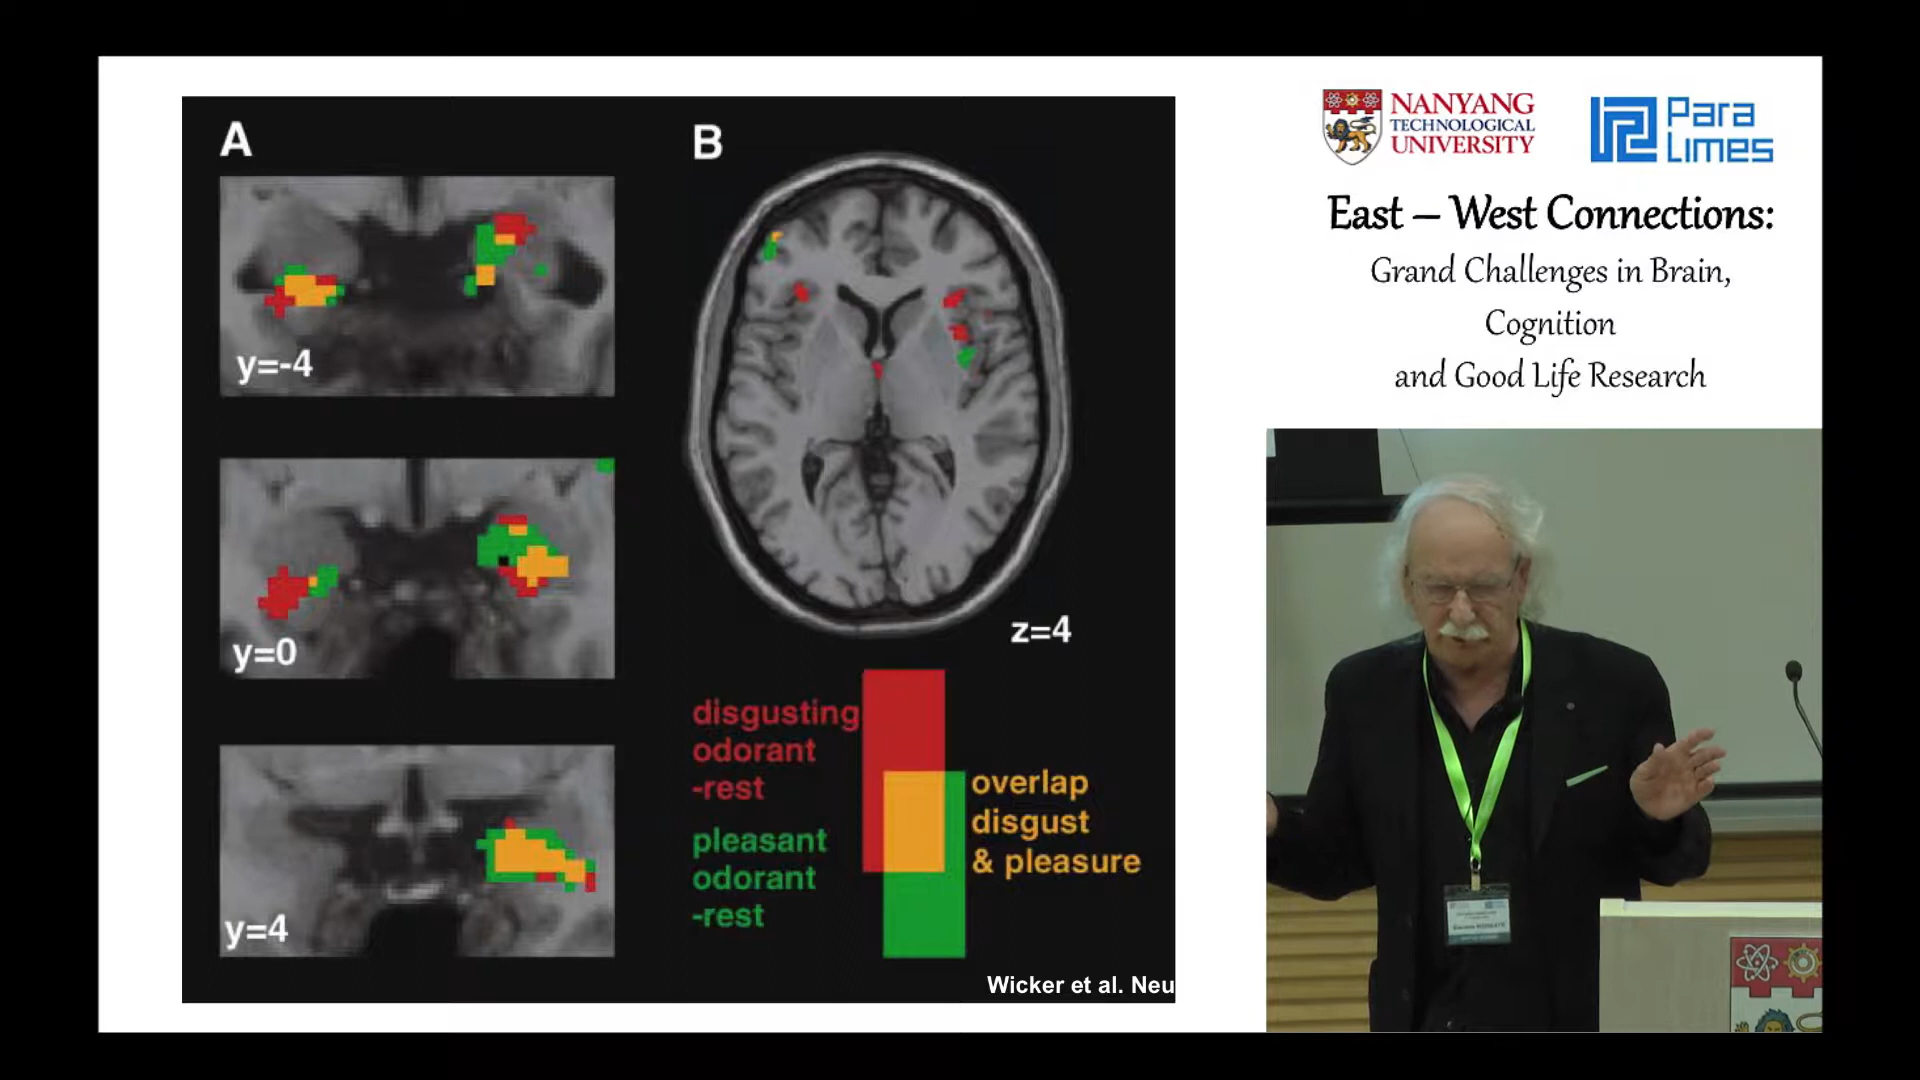 A
B
y=-4
y=0
y=4
z=4
disgusting
odorant
-rest
pleasant
odorant
-rest
overlap
disgust
& pleasure
Wicker et al. Neu
NANYANG
TECHNOLOGICAL
UNIVERSITY
Para
Limes
East – West Connections:
Grand Challenges in Brain,
Cognition
and Good Life Research